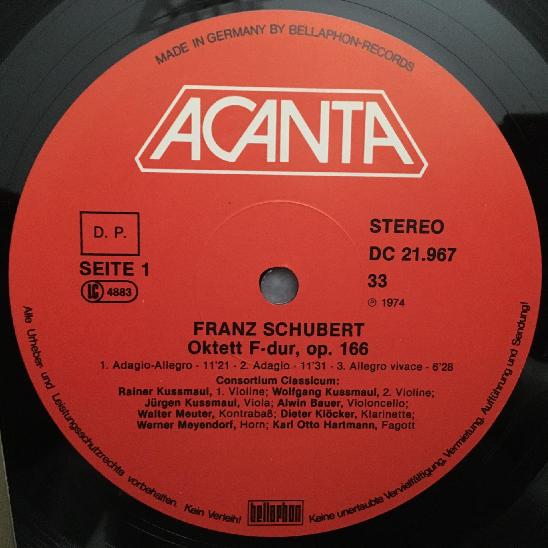 MADE IN GERMANY BY BELLAPHON-RECORDS
ACANTA
D. P.
SEITE 1
LC 4883
STEREO
DC 21.967
33
℗ 1974
FRANZ SCHUBERT
Oktett F-dur, op. 166
1. Adagio-Allegro - 11'21 - 2. Adagio - 11'31 - 3. Allegro vivace - 6'28
Consortium Classicum:
Rainer Kussmaul, 1. Violine; Wolfgang Kussmaul, 2. Violine;
Jürgen Kussmaul, Viola; Alwin Bauer, Violoncello;
Walter Meuter, Kontrabaß; Dieter Klöcker, Klarinette;
Werner Meyendorf, Horn; Karl Otto Hartmann, Fagott
Alle Urheber- und Leistungsschutzrechte vorbehalten. Kein Verleih! Keine unerlaubte Vervielfältigung, Vermietung, Aufführung und Sendung!
bellaphon